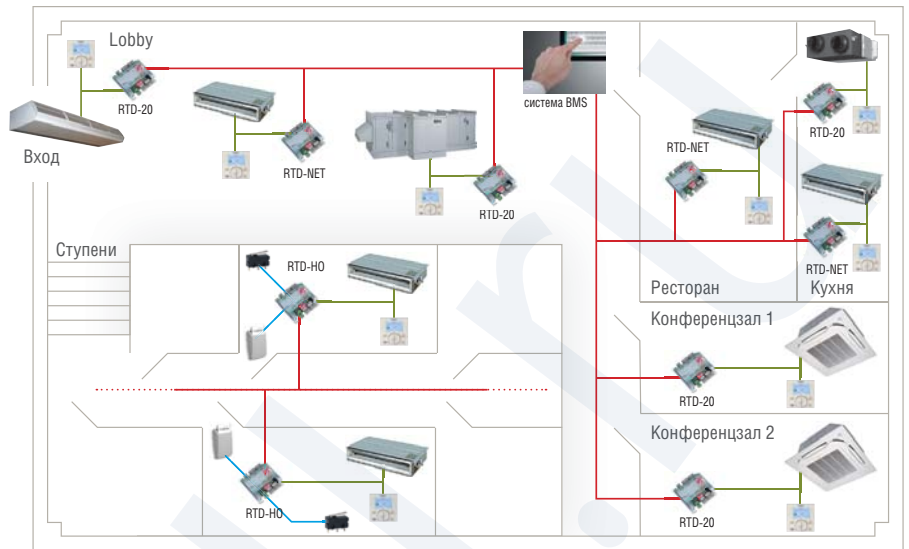 Lobby
RTD-20
Вход
RTD-NET
RTD-20
система BMS
RTD-NET
RTD-20
RTD-NET
Ресторан
Кухня
Ступени
RTD-HO
RTD-HO
Конференцзал 1
RTD-20
Конференцзал 2
RTD-20